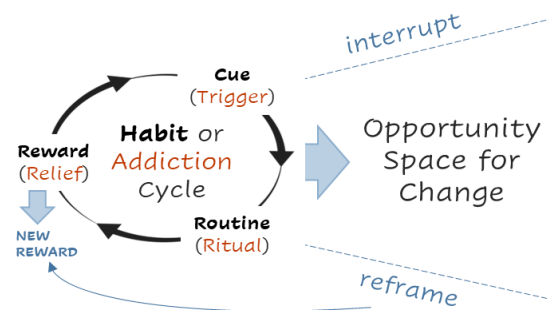 interrupt
Cue
(Trigger)
Habit or
Addiction
Cycle
Reward
(Relief)
Opportunity
Space for
Change
Routine
(Ritual)
NEW
REWARD
reframe